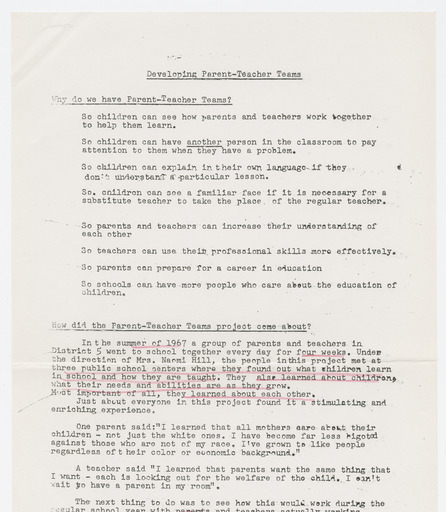 Developing Parent-Teacher Teams
Why do we have Parent-Teacher Teams?
So children can see how parents and teachers work together
to help them learn.
So children can have another person in the classroom to pay
attention to them when they have a problem.
So children can explain in their own language if they
don't understand a particular lesson.
So. children can see a familiar face if it is necessary for a
substitute teacher to take the place of the regular teacher.
So parents and teachers can increase their understanding of
each other
So teachers can use their professional skills more effectively.
So parents can prepare for a career in education
So schools can have more people who care about the education of
children.
How did the Parent-Teacher Teams project come about?
In the summer of 1967 a group of parents and teachers in
District 5 went to school together every day for four weeks. Under
the direction of Mrs. Naomi Hill, the people in this project met at
three public school centers where they found out what children learn
in school and how they are taught. They also learned about children,
what their needs and abilities are as they grow.
Most important of all, they learned about each other.
Just about everyone in this project found it a stimulating and
enriching experience.
One parent said:"I learned that all mothers care about their
children - not just the white ones. I have become far less bigoted
against those who are not of my race. I've grown to like people
regardless of their color or economic background."
A teacher said "I learned that parents want the same thing that
I want - each is looking out for the welfare of the child. I can't
wait to have a parent in my room".
The next thing to do was to see how this would work during the
regular school year with parents and teachers actually working